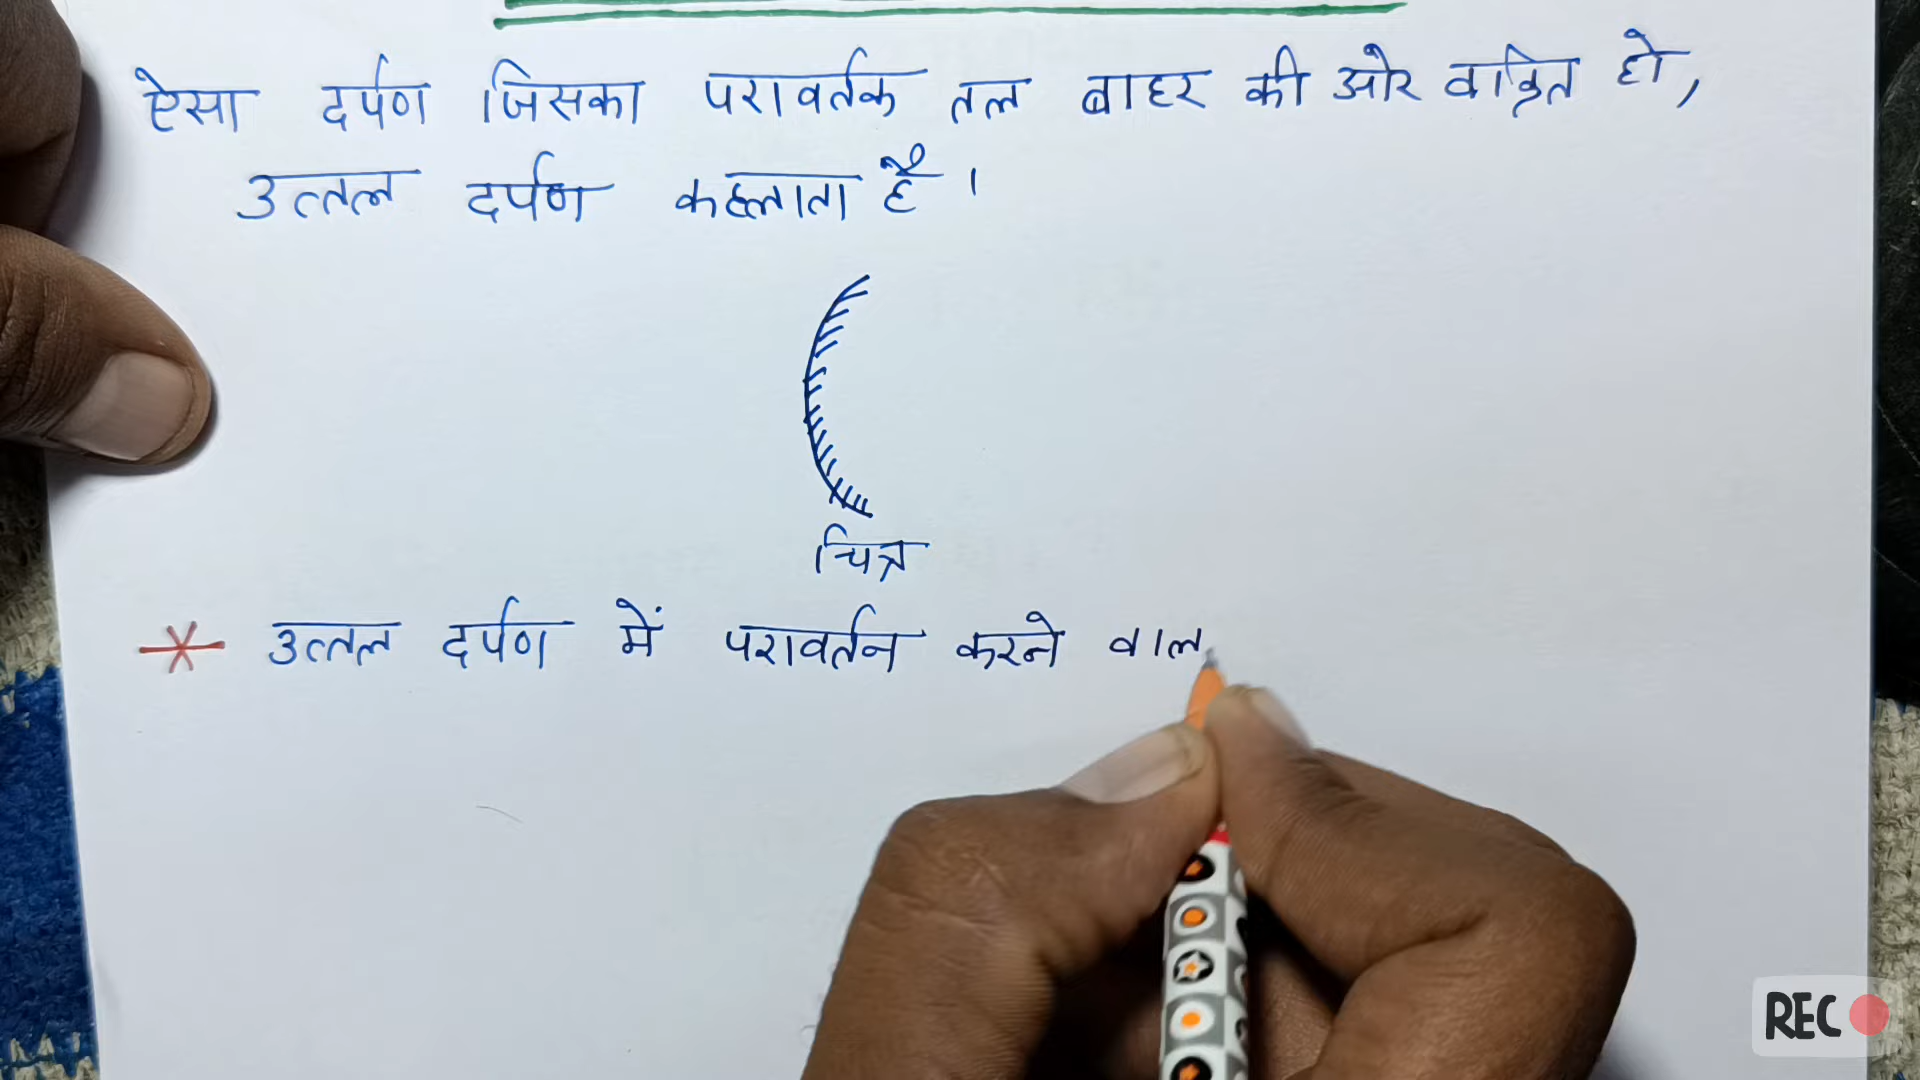 ऐसा दर्पण जिसका परावर्तक तल बाहर की ओर वक्रित हो,
उत्तल दर्पण कहलाता है ।
चित्र
* उत्तल दर्पण में परावर्तन करने वाल
REC